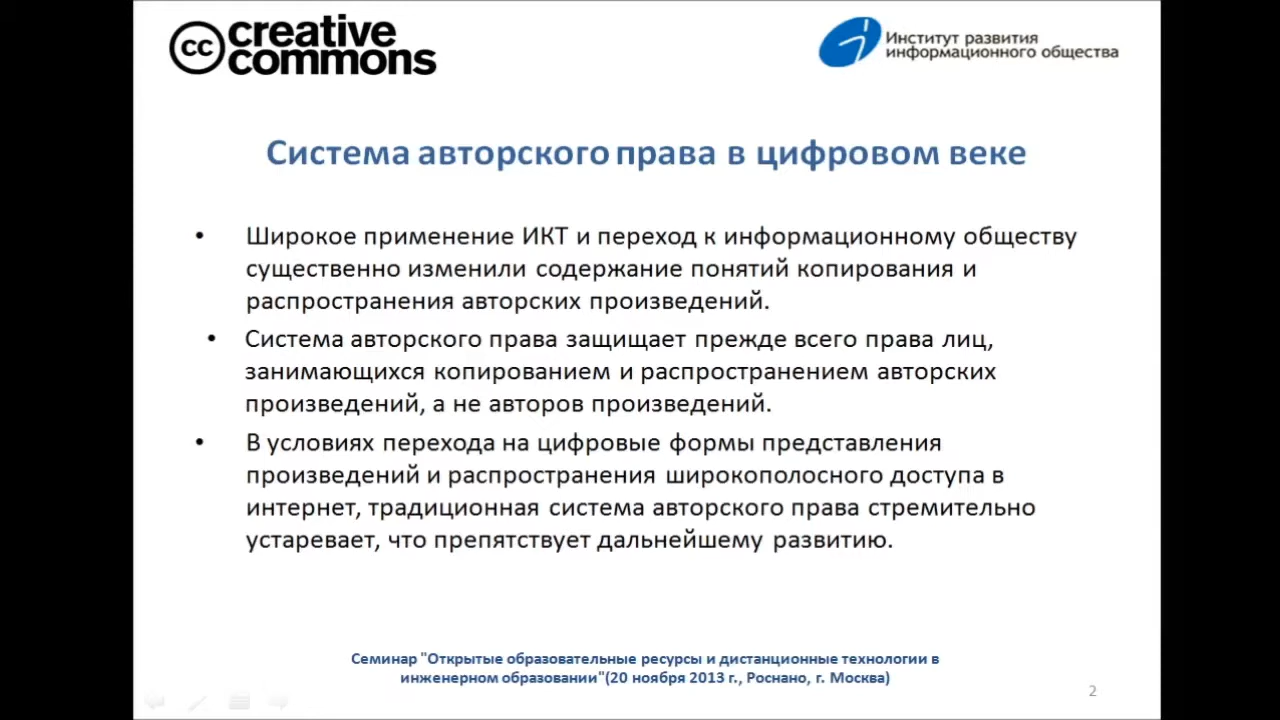 creative
commons
Институт развития
информационного общества
Система авторского права в цифровом веке
• Широкое применение ИКТ и переход к информационному обществу
существенно изменили содержание понятий копирования и
распространения авторских произведений.
• Система авторского права защищает прежде всего права лиц,
занимающихся копированием и распространением авторских
произведений, а не авторов произведений.
• В условиях перехода на цифровые формы представления
произведений и распространения широкополосного доступа в
интернет, традиционная система авторского права стремительно
устаревает, что препятствует дальнейшему развитию.
Семинар "Открытые образовательные ресурсы и дистанционные технологии в
инженерном образовании"(20 ноября 2013 г., Роснано, г. Москва)
2